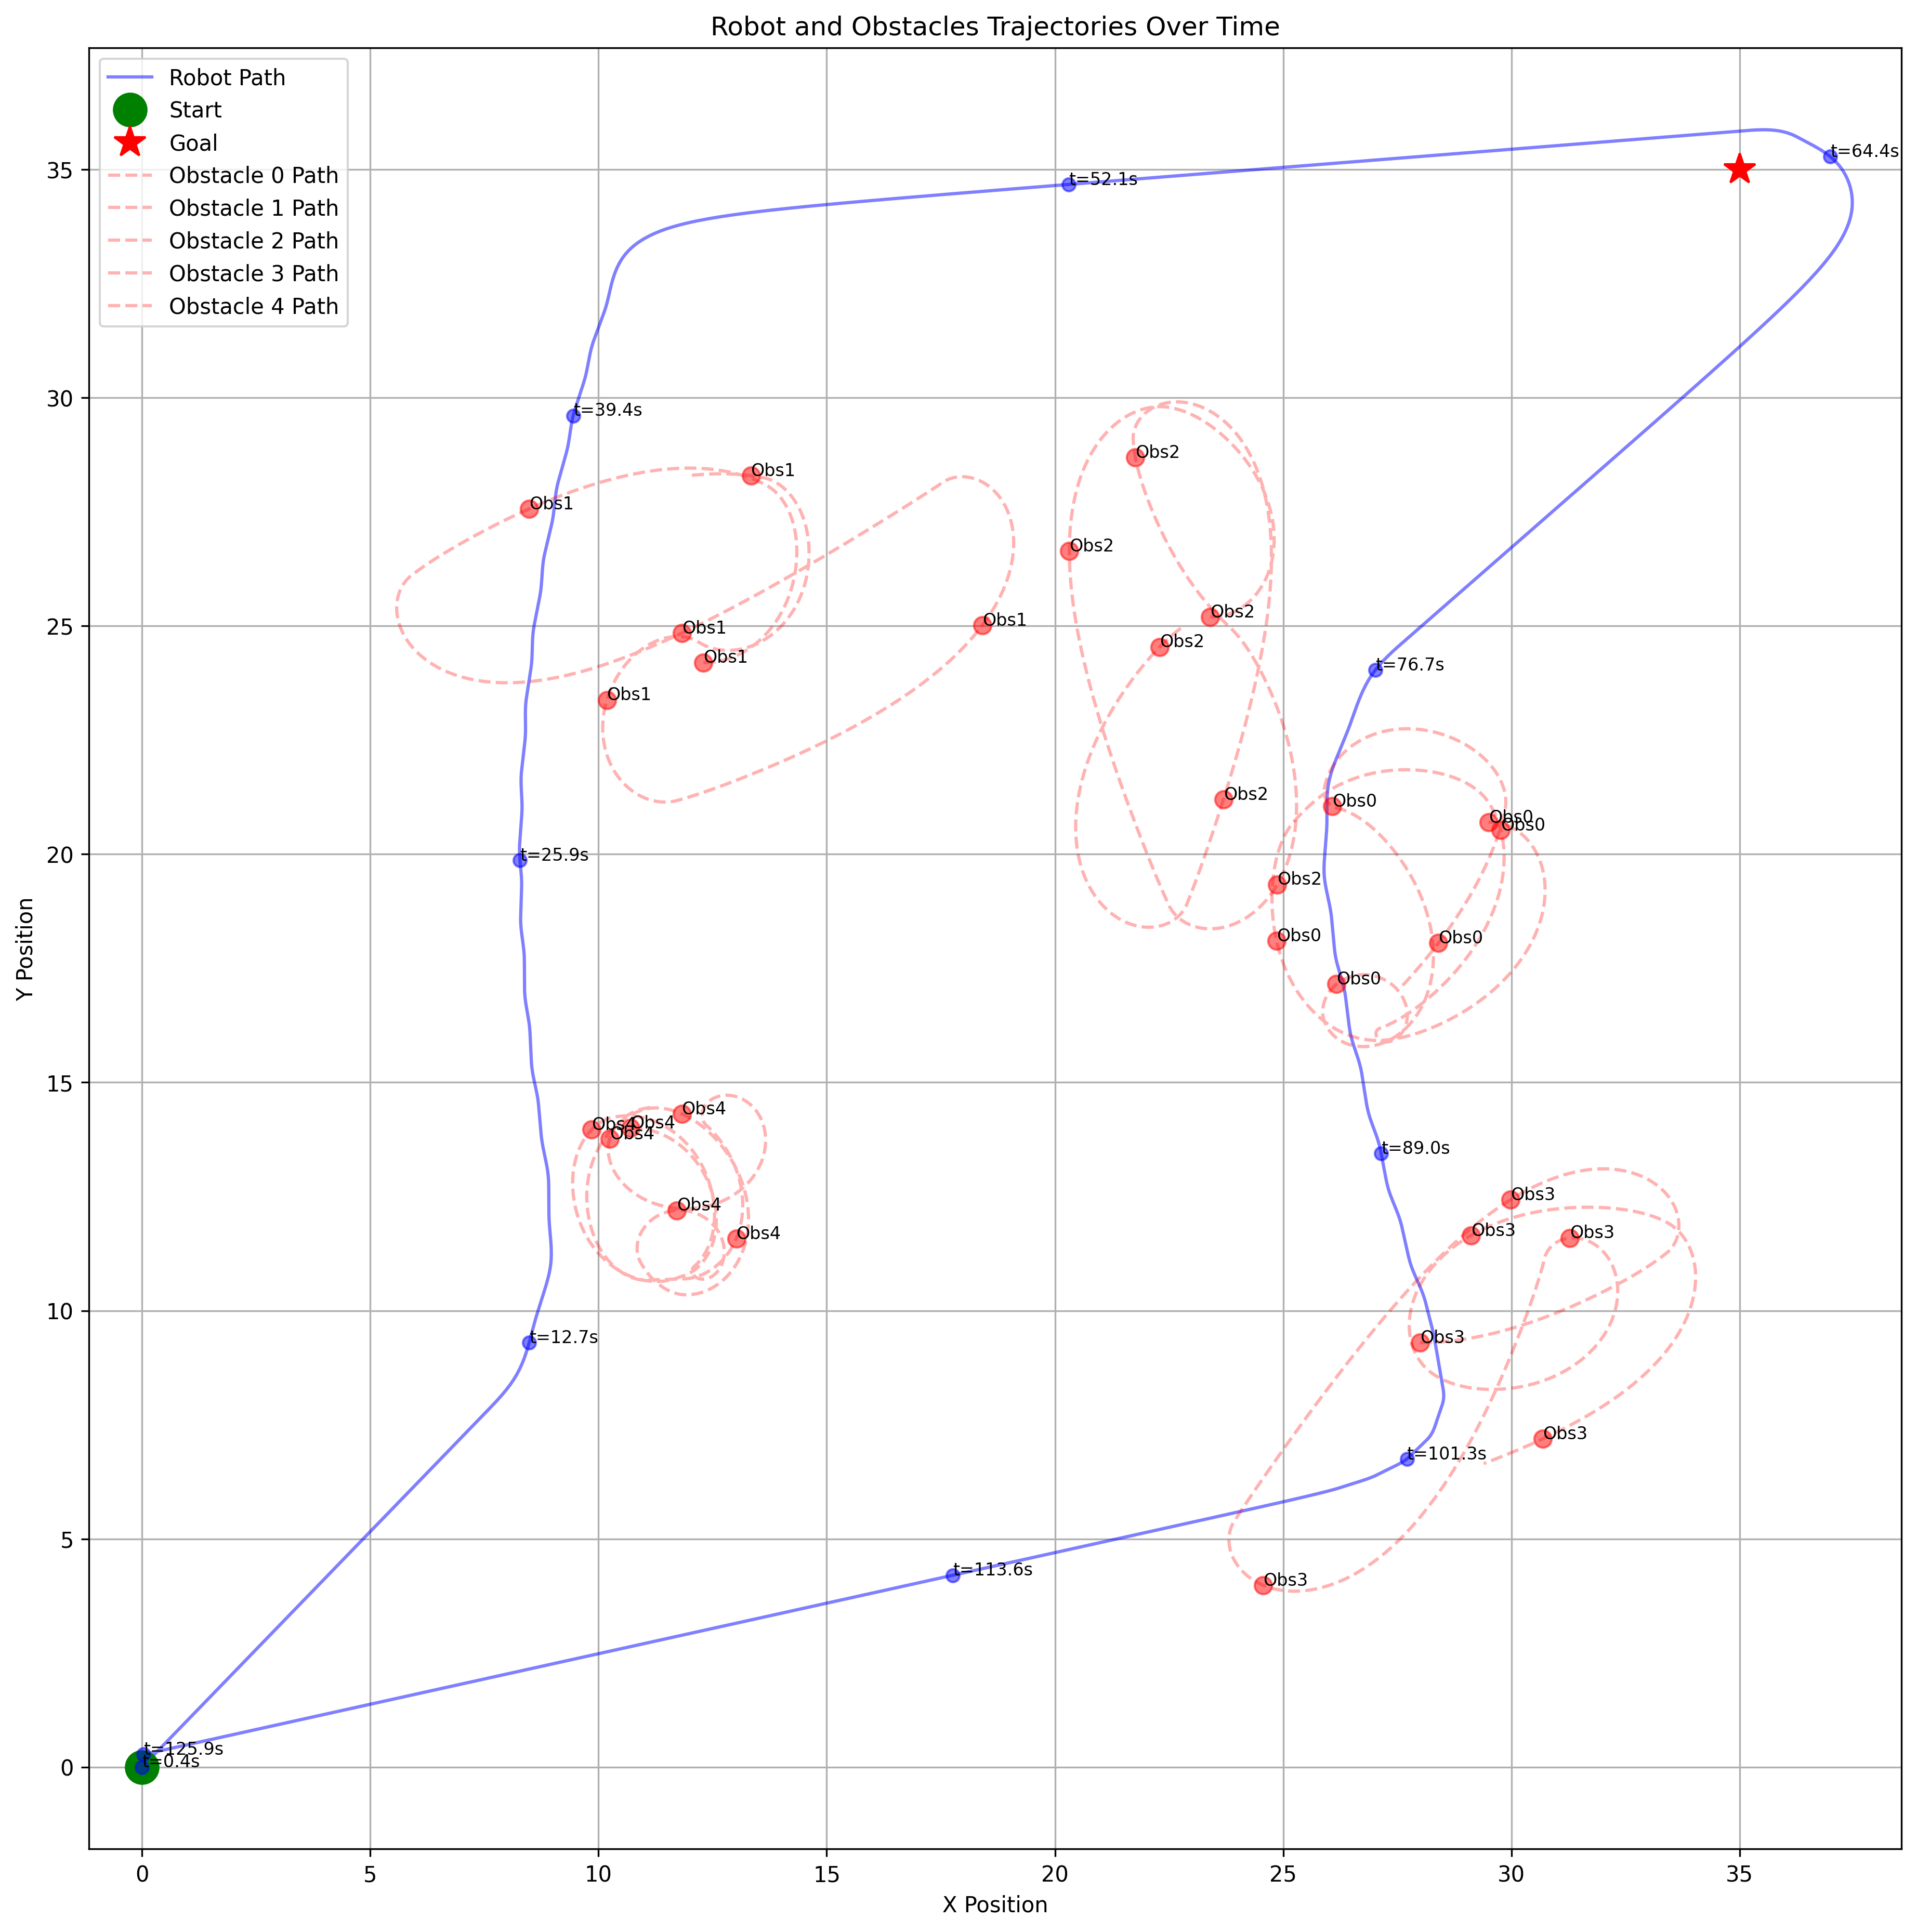 Robot and Obstacles Trajectories Over Time
Robot Path
Start
Goal
Obstacle 0 Path
Obstacle 1 Path
Obstacle 2 Path
Obstacle 3 Path
Obstacle 4 Path
t=64.4s
t=52.1s
t=39.4s
Obs1
Obs1
Obs2
Obs2
Obs2
Obs1
Obs1
Obs2
Obs1
Obs1
t=76.7s
Obs2
Obs0
Obs0
Obs0
t=25.9s
Obs2
Obs0
Obs0
Obs0
Obs4
Obs4
Obs4
Obs4
t=89.0s
Obs4
Obs4
Obs3
Obs3
Obs3
t=12.7s
Obs3
Obs3
t=101.3s
t=113.6s
Obs3
t=125.9s
t=0.4s
35
30
25
20
15
10
5
0
Y Position
0 5 10 15 20 25 30 35
X Position